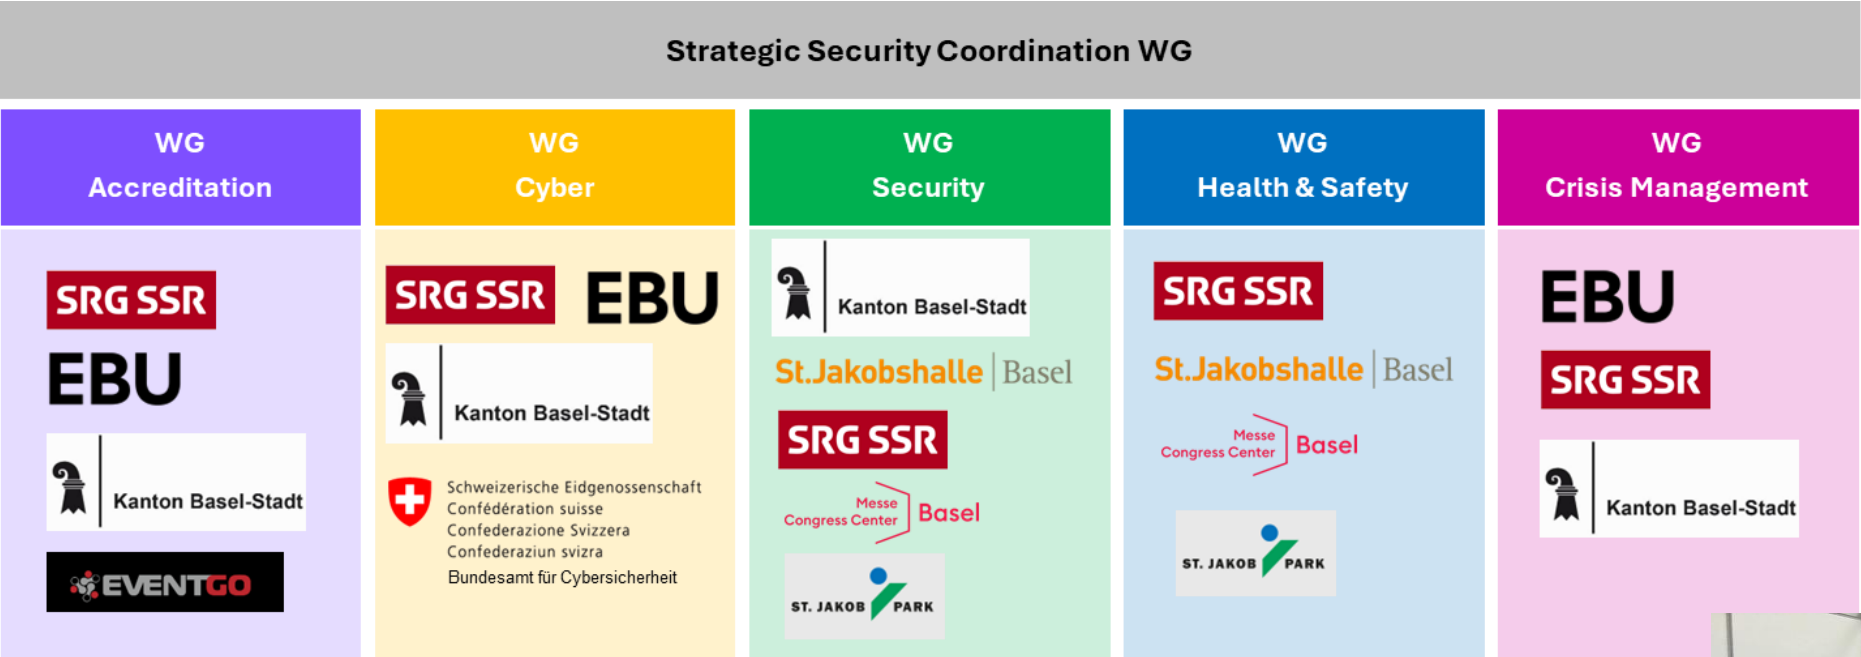 Strategic Security Coordination WG
WG
Accreditation
SRG SSR
EBU
Kanton Basel-Stadt
EVENTGO
WG
Cyber
SRG SSR
EBU
Kanton Basel-Stadt
Schweizerische Eidgenossenschaft
Confédération suisse
Confederazione Svizzera
Confederaziun svizra
Bundesamt für Cybersicherheit
WG
Security
Kanton Basel-Stadt
St.Jakobshalle | Basel
SRG SSR
Messe
Congress Center
Basel
ST. JAKOB PARK
WG
Health & Safety
SRG SSR
St.Jakobshalle | Basel
Messe
Congress Center
Basel
ST. JAKOB PARK
WG
Crisis Management
EBU
SRG SSR
Kanton Basel-Stadt